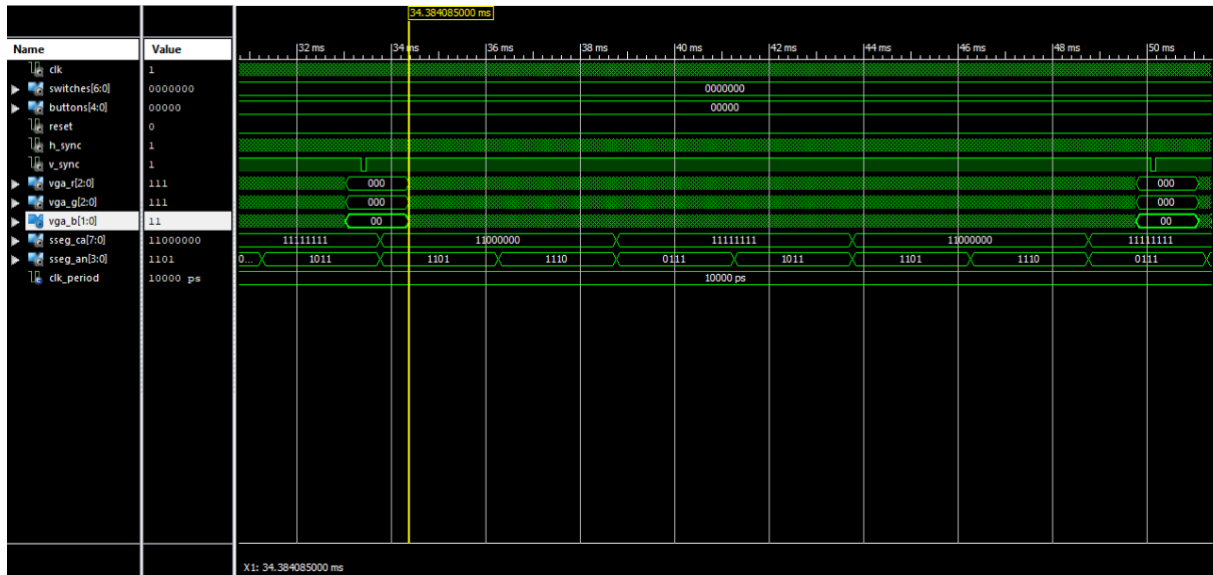 34.384085000 ms
Name Value 32 ms 34 ms 36 ms 38 ms 40 ms 42 ms 44 ms 46 ms 48 ms 50 ms
clk 1
switches[6:0] 0000000 0000000
buttons[4:0] 00000 00000
reset 0
h_sync 1
v_sync 1
vga_r[2:0] 111 000 000
vga_g[2:0] 111 000 000
vga_b[1:0] 11 00 00
sseg_ca[7:0] 11000000 11111111 11000000 11111111 11000000 11111111
sseg_an[3:0] 1101 0... 1011 1101 1110 0111 1011 1101 1110 0111
clk_period 10000 ps 10000 ps
X1: 34.384085000 ms